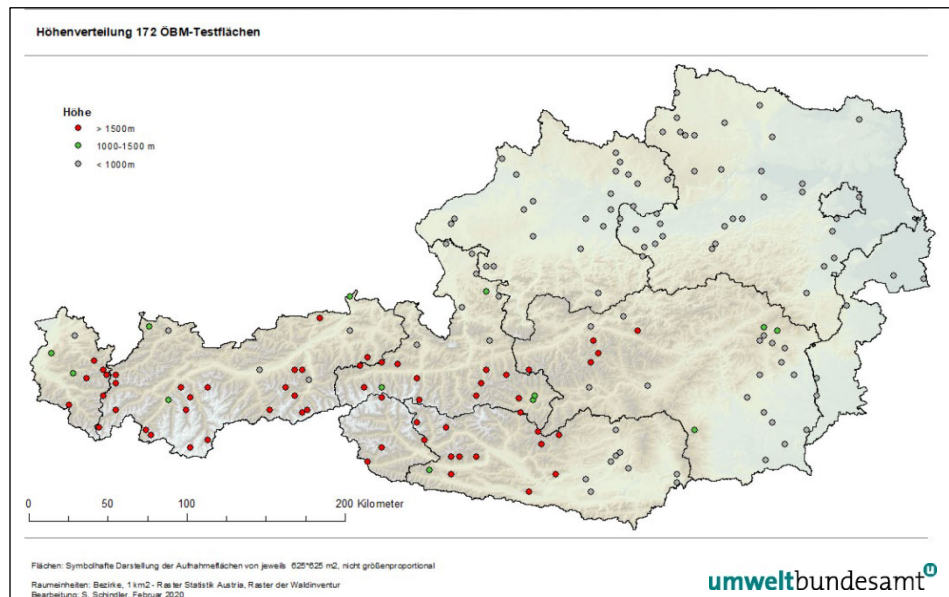 Höhenverteilung 172 ÖBM-Testflächen
Höhe
> 1500m
1000-1500 m
< 1000m
0 50 100 200 Kilometer
Flächen: Symbolhafte Darstellung der Aufnahmeflächen von jeweils 625*625 m2, nicht größenproportional
Raumeinheiten: Bezirke, 1 km2 - Raster Statistik Austria, Raster der Waldinventur
Bearbeitung: S. Schindler, Februar 2020
umweltbundesamt u